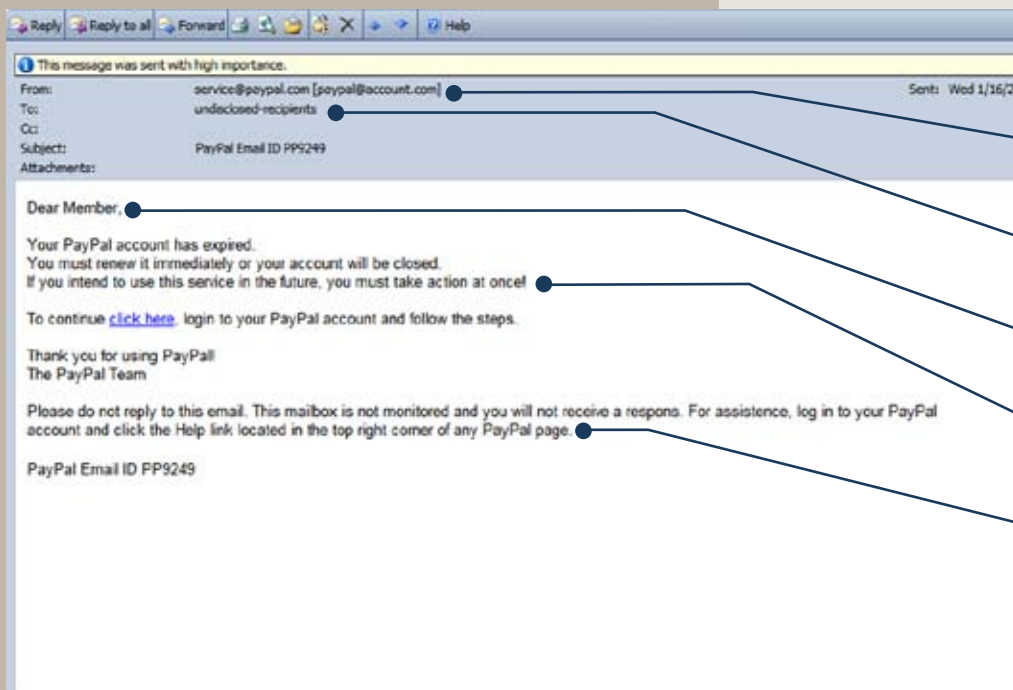 Reply Reply to all Forward Help
This message was sent with high importance.
From: service@paypal.com [paypal@account.com] Sent: Wed 1/16/2
To: undisclosed-recipients
Cc:
Subject: PayPal Email ID PP9249
Attachments:
Dear Member,
Your PayPal account has expired.
You must renew it immediately or your account will be closed.
If you intend to use this service in the future, you must take action at once!
To continue click here, login to your PayPal account and follow the steps.
Thank you for using PayPal!
The PayPal Team
Please do not reply to this email. This mailbox is not monitored and you will not receive a respons. For assistence, log in to your PayPal
account and click the Help link located in the top right corner of any PayPal page.
PayPal Email ID PP9249